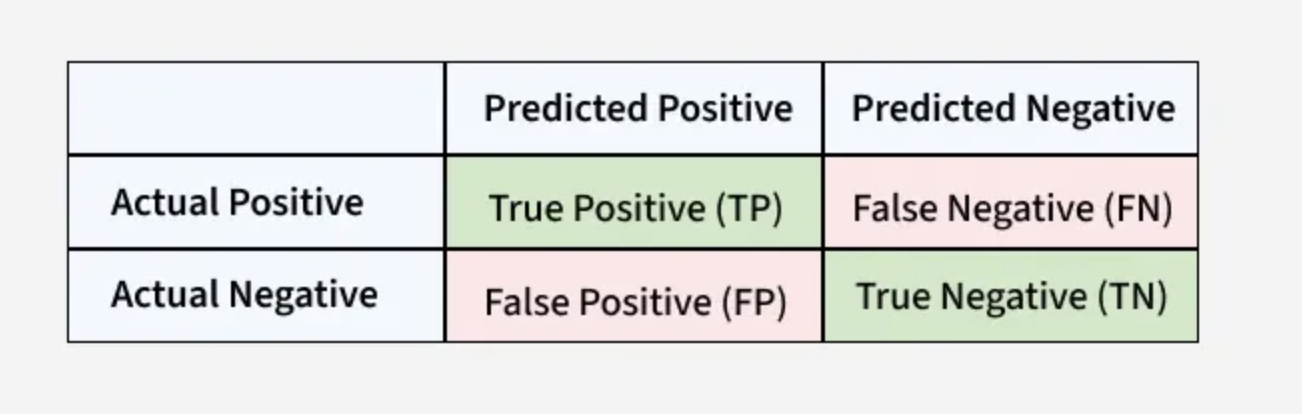 Predicted Positive Predicted Negative
Actual Positive True Positive (TP) False Negative (FN)
Actual Negative False Positive (FP) True Negative (TN)